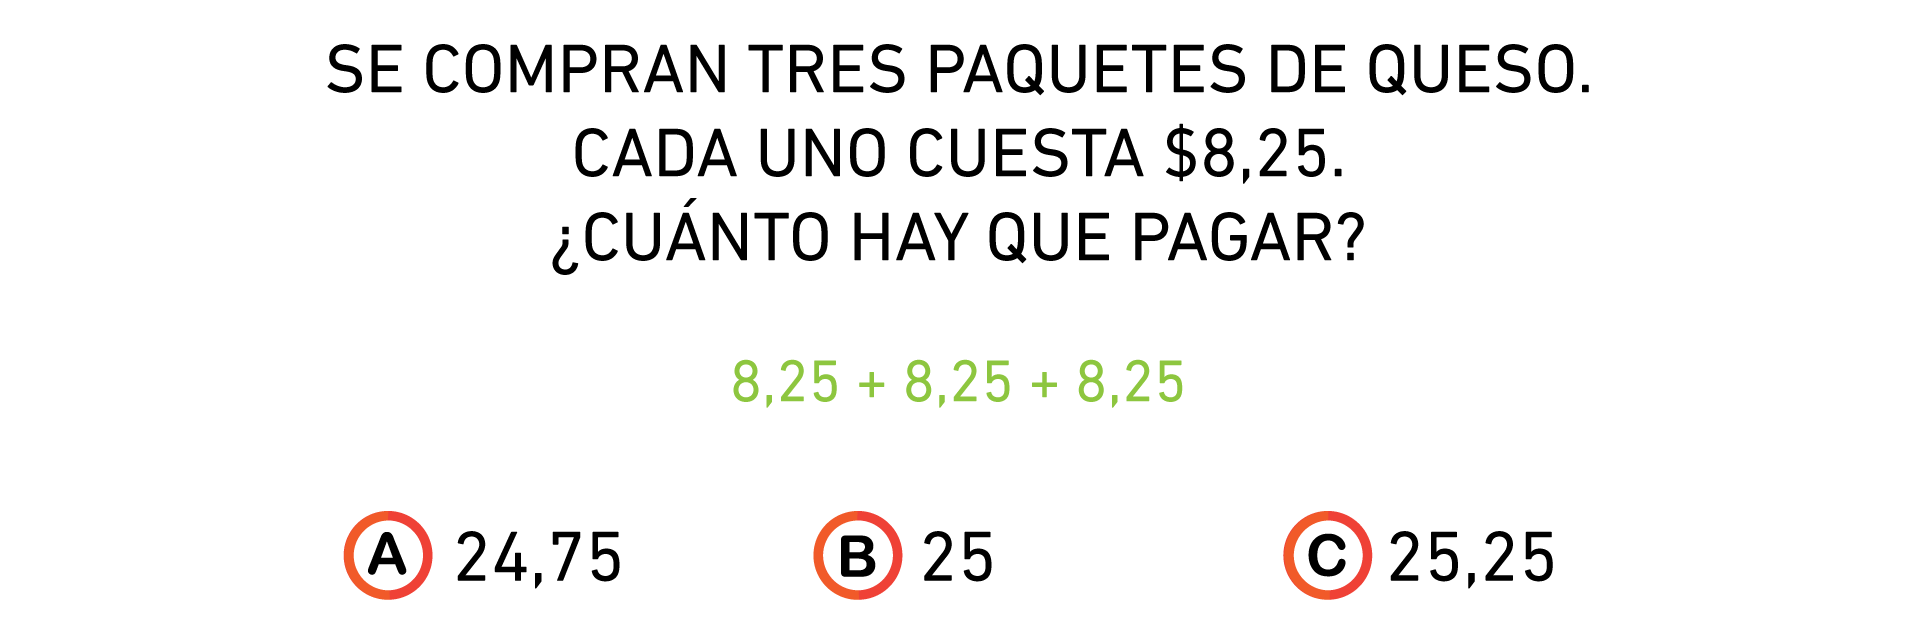 SE COMPRAN TRES PAQUETES DE QUESO.
CADA UNO CUESTA $8,25.
¿CUÁNTO HAY QUE PAGAR?
8,25 + 8,25 + 8,25
A 24,75 B 25 C 25,25